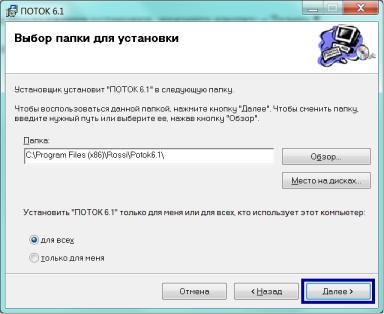 ПОТОК 6.1
Выбор папки для установки
Установщик установит "ПОТОК 6.1" в следующую папку.
Чтобы воспользоваться данной папкой, нажмите кнопку "Далее". Чтобы сменить папку,
введите нужный путь или выберите ее, нажав кнопку "Обзор".
Папка:
C:\Program Files (x86)\Rossi\Potok6.1\
Обзор...
Место на дисках...
Установить "ПОТОК 6.1" только для меня или для всех, кто использует этот компьютер:
для всех
только для меня
Отмена
< Назад
Далее >